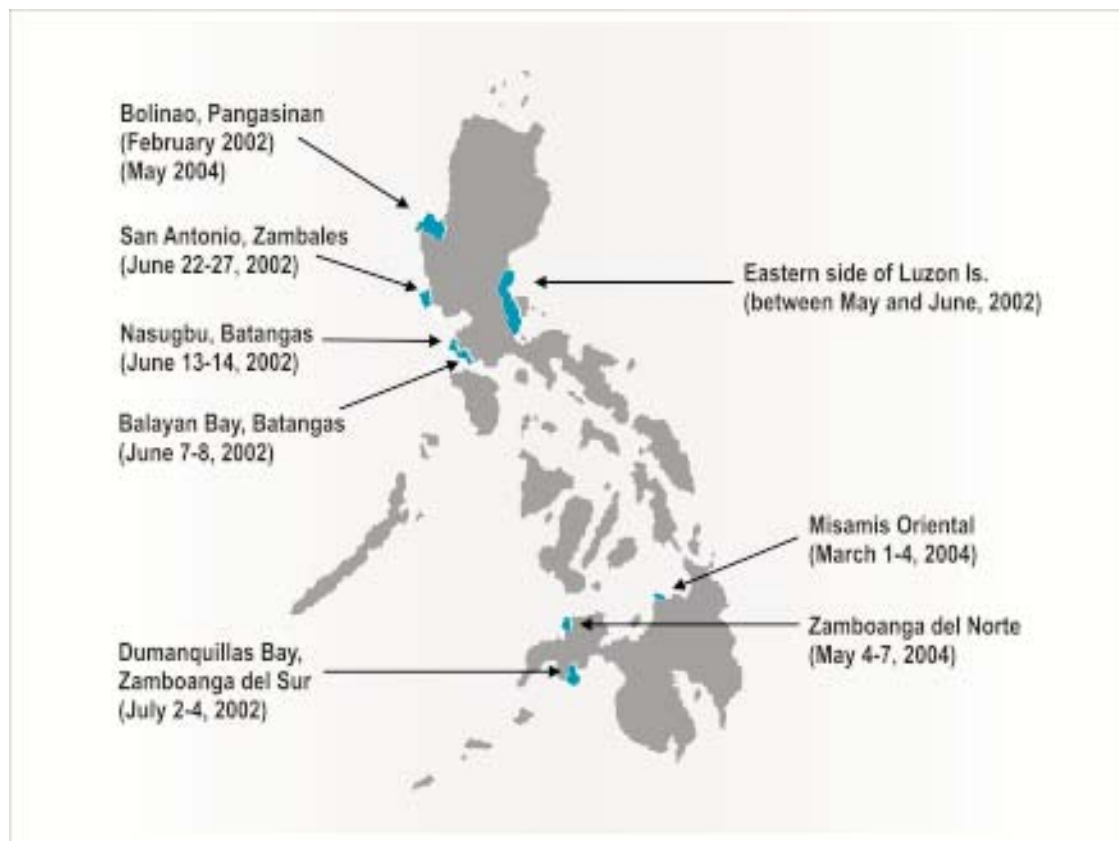 Bolinao, Pangasinan
(February 2002)
(May 2004)
San Antonio, Zambales
(June 22-27, 2002)
Nasugbu, Batangas
(June 13-14, 2002)
Balayan Bay, Batangas
(June 7-8, 2002)
Eastern side of Luzon Is.
(between May and June, 2002)
Misamis Oriental
(March 1-4, 2004)
Zamboanga del Norte
(May 4-7, 2004)
Dumanquillas Bay,
Zamboanga del Sur
(July 2-4, 2002)